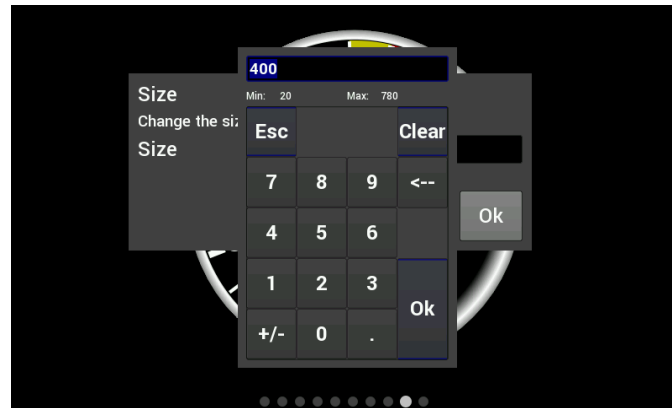 400
Min: 20 Max: 780
Size
Change the siz
Size
Esc Clear
7 8 9 <--
4 5 6
1 2 3
+/- 0 .
Ok
Ok